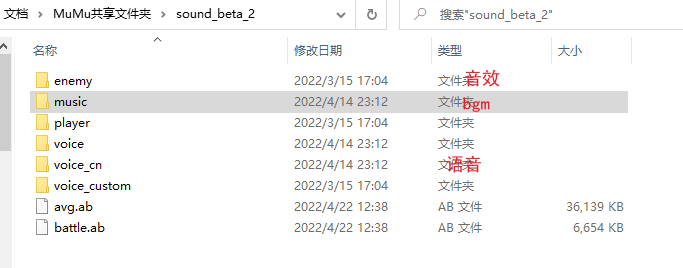 文档 › MuMu共享文件夹 › sound_beta_2 搜索"sound_beta_2"
名称 修改日期 类型 大小
enemy 2022/3/15 17:04 文件夹 音效
music 2022/4/14 23:12 文件夹 bgm
player 2022/3/15 17:04 文件夹
voice 2022/4/14 23:12 文件夹
voice_cn 2022/4/14 23:12 文件夹 语音
voice_custom 2022/3/15 17:04 文件夹
avg.ab 2022/4/22 12:38 AB 文件 36,139 KB
battle.ab 2022/4/22 12:38 AB 文件 6,654 KB